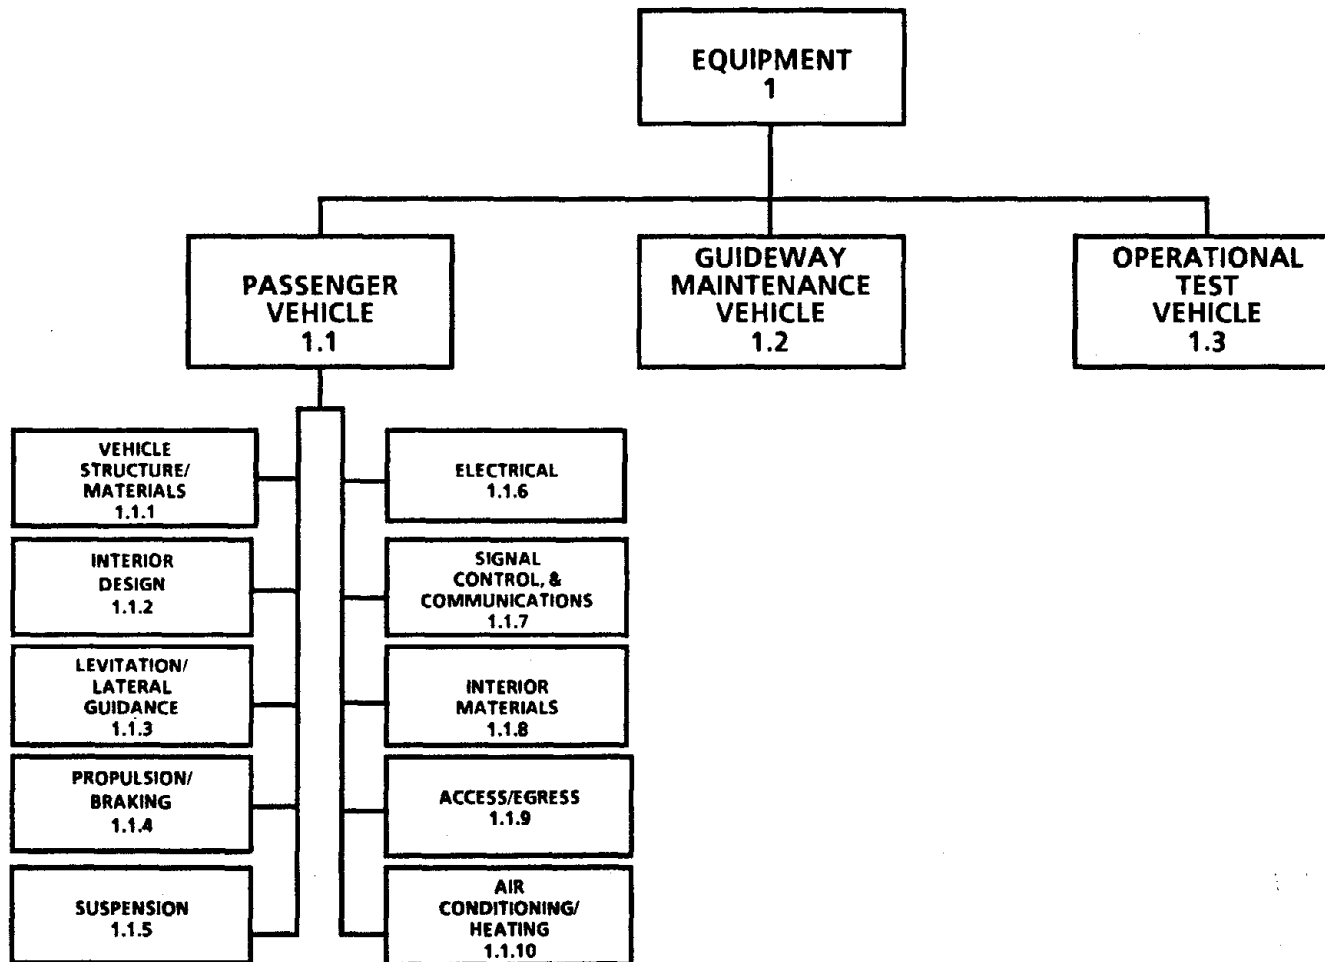 EQUIPMENT
1
PASSENGER
VEHICLE
1.1
GUIDEWAY
MAINTENANCE
VEHICLE
1.2
OPERATIONAL
TEST
VEHICLE
1.3
VEHICLE
STRUCTURE/
MATERIALS
1.1.1
INTERIOR
DESIGN
1.1.2
LEVITATION/
LATERAL
GUIDANCE
1.1.3
PROPULSION/
BRAKING
1.1.4
SUSPENSION
1.1.5
ELECTRICAL
1.1.6
SIGNAL
CONTROL, &
COMMUNICATIONS
1.1.7
INTERIOR
MATERIALS
1.1.8
ACCESS/EGRESS
1.1.9
AIR
CONDITIONING/
HEATING
1.1.10